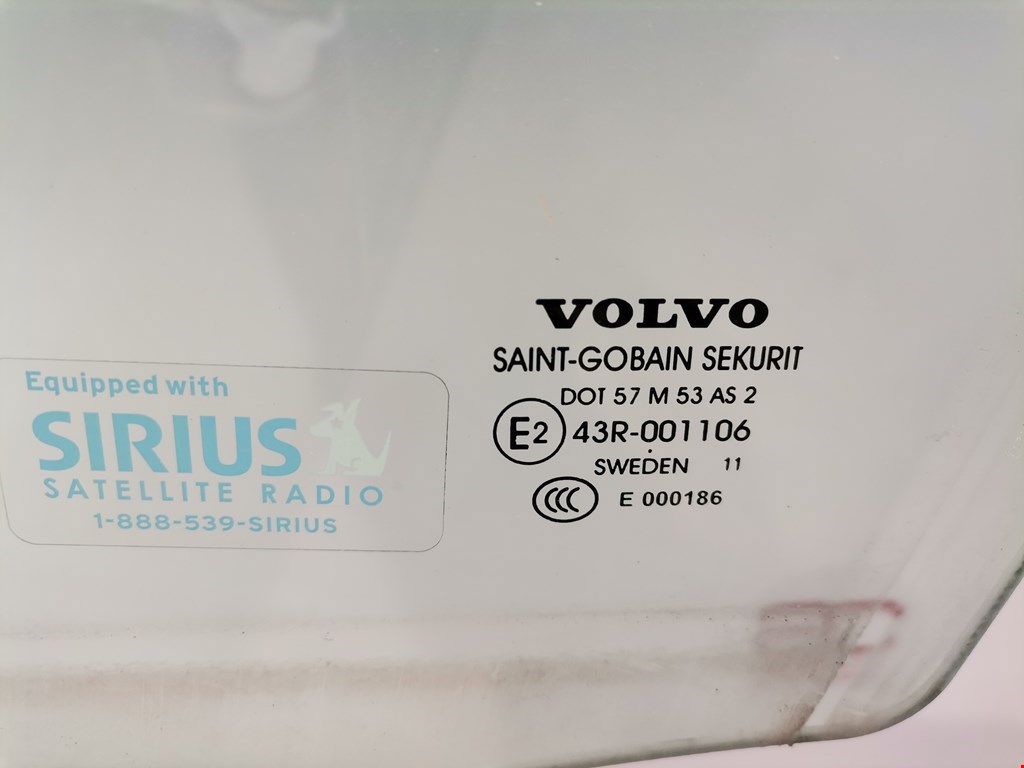 Equipped with
SIRIUS
SATELLITE RADIO
1-888-539-SIRIUS
VOLVO
SAINT-GOBAIN SEKURIT
DOT 57 M 53 AS 2
E2 43R-001106
SWEDEN 11
CCC E 000186